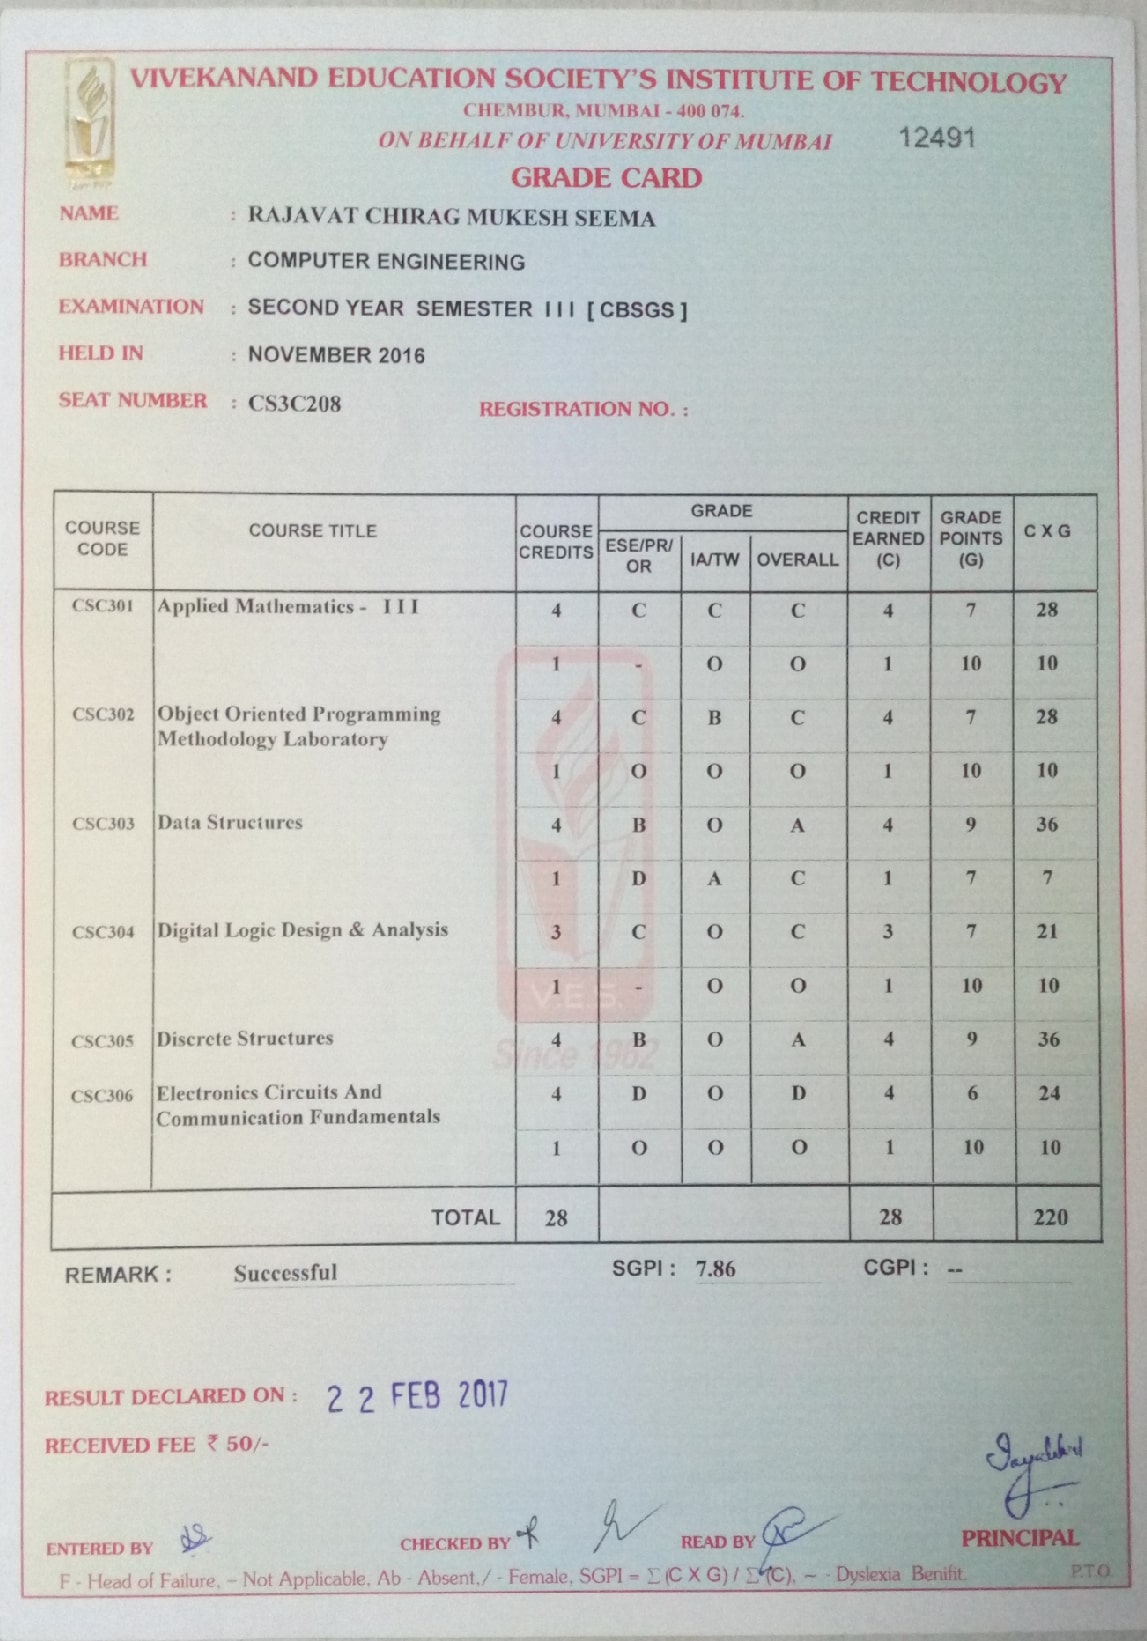 VIVEKANAND EDUCATION SOCIETY'S INSTITUTE OF TECHNOLOGY
CHEMBUR, MUMBAI - 400 074.
ON BEHALF OF UNIVERSITY OF MUMBAI 12491
GRADE CARD
NAME : RAJAVAT CHIRAG MUKESH SEEMA
BRANCH : COMPUTER ENGINEERING
EXAMINATION : SECOND YEAR SEMESTER III [ CBSGS ]
HELD IN : NOVEMBER 2016
SEAT NUMBER : CS3C208 REGISTRATION NO. :
COURSE CODE COURSE TITLE COURSE CREDITS GRADE CREDIT EARNED (C) GRADE POINTS (G) C X G
ESE/PR/OR IA/TW OVERALL
CSC301 Applied Mathematics - III 4 C C C 4 7 28
1 - O O 1 10 10
CSC302 Object Oriented Programming 4 C B C 4 7 28
Methodology Laboratory
1 O O O 1 10 10
CSC303 Data Structures 4 B O A 4 9 36
1 D A C 1 7 7
CSC304 Digital Logic Design & Analysis 3 C O C 3 7 21
1 - O O 1 10 10
V.E.S.
CSC305 Discrete Structures 4 B O A 4 9 36
Since 1962
CSC306 Electronics Circuits And 4 D O D 4 6 24
Communication Fundamentals
1 O O O 1 10 10
TOTAL 28 28 220
REMARK : Successful SGPI : 7.86 CGPI : --
RESULT DECLARED ON : 22 FEB 2017
RECEIVED FEE ₹ 50/-
ENTERED BY CHECKED BY READ BY PRINCIPAL
F - Head of Failure, ~ Not Applicable, Ab - Absent,/ - Female, SGPI = Σ (C X G) / Σ (C), ~ - Dyslexia Benifit. P.T.O.